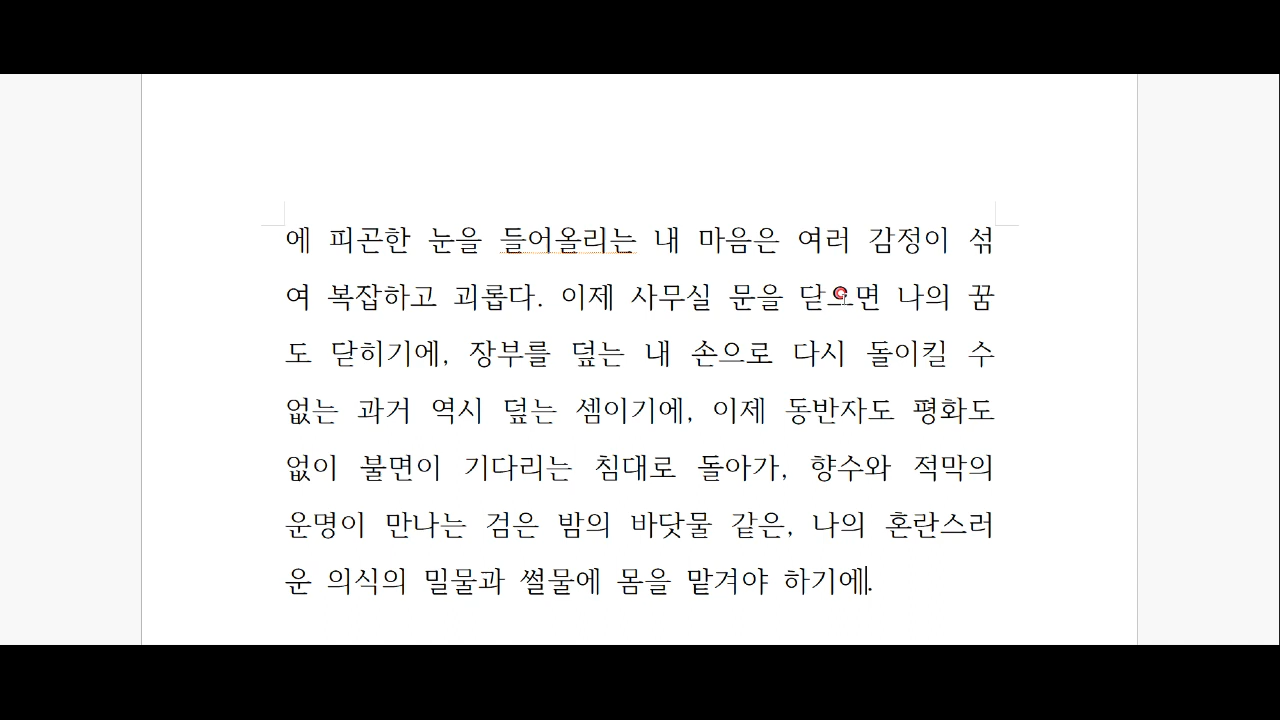 에 피곤한 눈을 들어올리는 내 마음은 여러 감정이 섞
여 복잡하고 괴롭다. 이제 사무실 문을 닫으면 나의 꿈
도 닫히기에, 장부를 덮는 내 손으로 다시 돌이킬 수
없는 과거 역시 덮는 셈이기에, 이제 동반자도 평화도
없이 불면이 기다리는 침대로 돌아가, 향수와 적막의
운명이 만나는 검은 밤의 바닷물 같은, 나의 혼란스러
운 의식의 밀물과 썰물에 몸을 맡겨야 하기에.